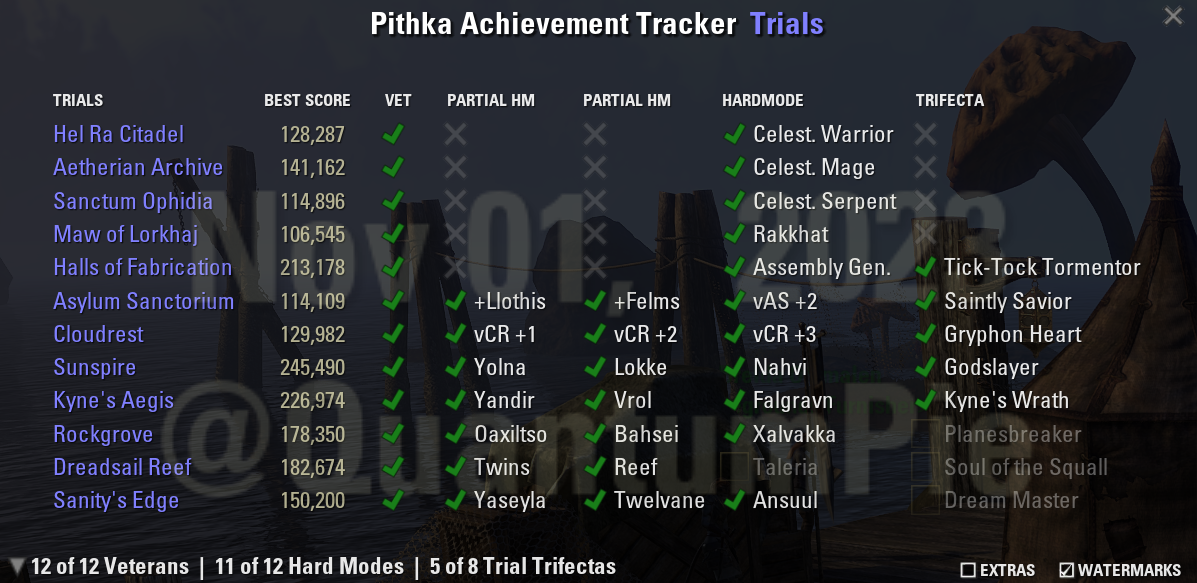 Pithka Achievement Tracker Trials
TRIALS BEST SCORE VET PARTIAL HM PARTIAL HM HARDMODE TRIFECTA
Hel Ra Citadel 128,287 Celest. Warrior
Aetherian Archive 141,162 Celest. Mage
Sanctum Ophidia 114,896 Celest. Serpent
Maw of Lorkhaj 106,545 Rakkhat
Halls of Fabrication 213,178 Assembly Gen. Tick-Tock Tormentor
Asylum Sanctorium 114,109 +Llothis +Felms vAS +2 Saintly Savior
Cloudrest 129,982 vCR +1 vCR +2 vCR +3 Gryphon Heart
Sunspire 245,490 Yolna Lokke Nahvi Godslayer
Kyne's Aegis 226,974 Yandir Vrol Falgravn Kyne's Wrath
Rockgrove 178,350 Oaxiltso Bahsei Xalvakka Planesbreaker
Dreadsail Reef 182,674 Twins Reef Taleria Soul of the Squall
Sanity's Edge 150,200 Yaseyla Twelvane Ansuul Dream Master
Nov 01, 2023
12 of 12 Veterans | 11 of 12 Hard Modes | 5 of 8 Trial Trifectas
EXTRAS WATERMARKS